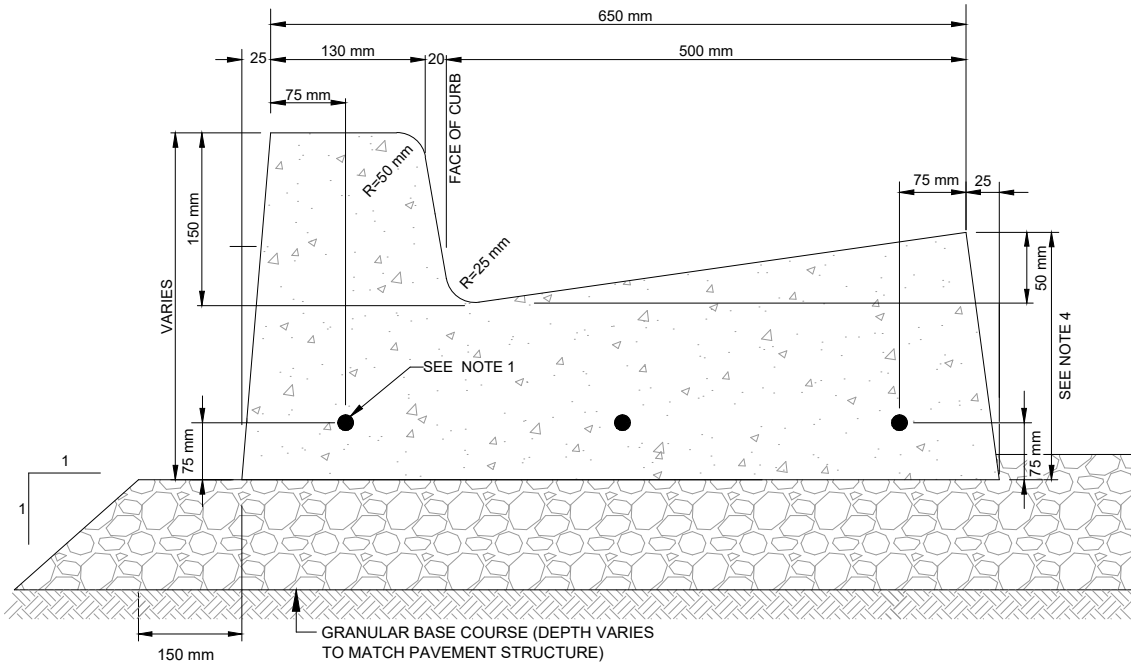 650 mm
25
130 mm
20
500 mm
75 mm
FACE OF CURB
R=50 mm
75 mm
25
150 mm
R=25 mm
50 mm
VARIES
SEE NOTE 1
SEE NOTE 4
75 mm
75 mm
1
1
GRANULAR BASE COURSE (DEPTH VARIES
TO MATCH PAVEMENT STRUCTURE)
150 mm